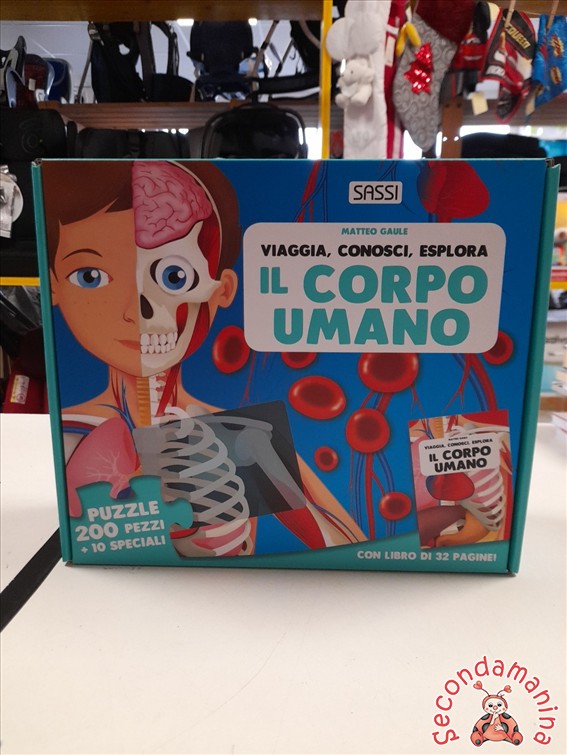 SASSI
MATTEO GAULE
VIAGGIA, CONOSCI, ESPLORA
IL CORPO
UMANO
VIAGGIA, CONOSCI, ESPLORA
IL CORPO
UMANO
PUZZLE
200 PEZZI
+ 10 SPECIALI
CON LIBRO DI 32 PAGINE!
Secondamanina